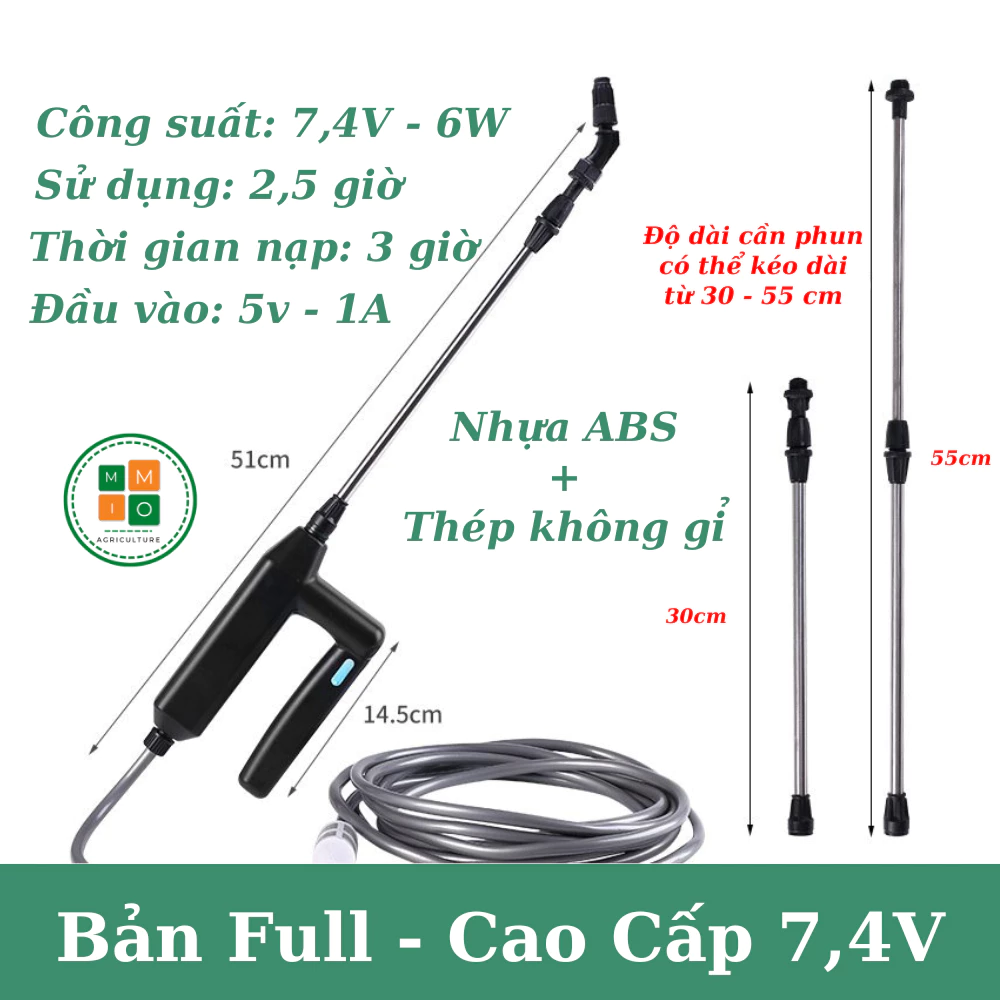 Công suất: 7,4V - 6W
Sử dụng: 2,5 giờ
Thời gian nạp: 3 giờ
Đầu vào: 5v - 1A
Độ dài cần phun
có thể kéo dài
từ 30 - 55 cm
Nhựa ABS
+
Thép không gỉ
51cm
14.5cm
30cm
55cm
M M
I O
AGRICULTURE
Bản Full - Cao Cấp 7,4V